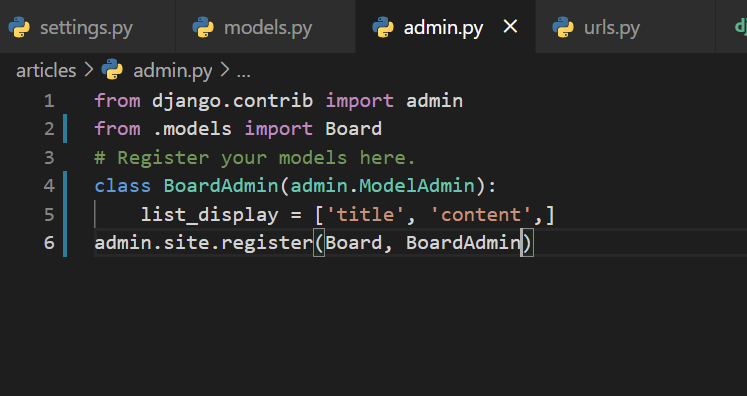 settings.py models.py admin.py × urls.py dj
articles > admin.py > ...
1 from django.contrib import admin
2 from .models import Board
3 # Register your models here.
4 class BoardAdmin(admin.ModelAdmin):
5     list_display = ['title', 'content',]
6 admin.site.register(Board, BoardAdmin)